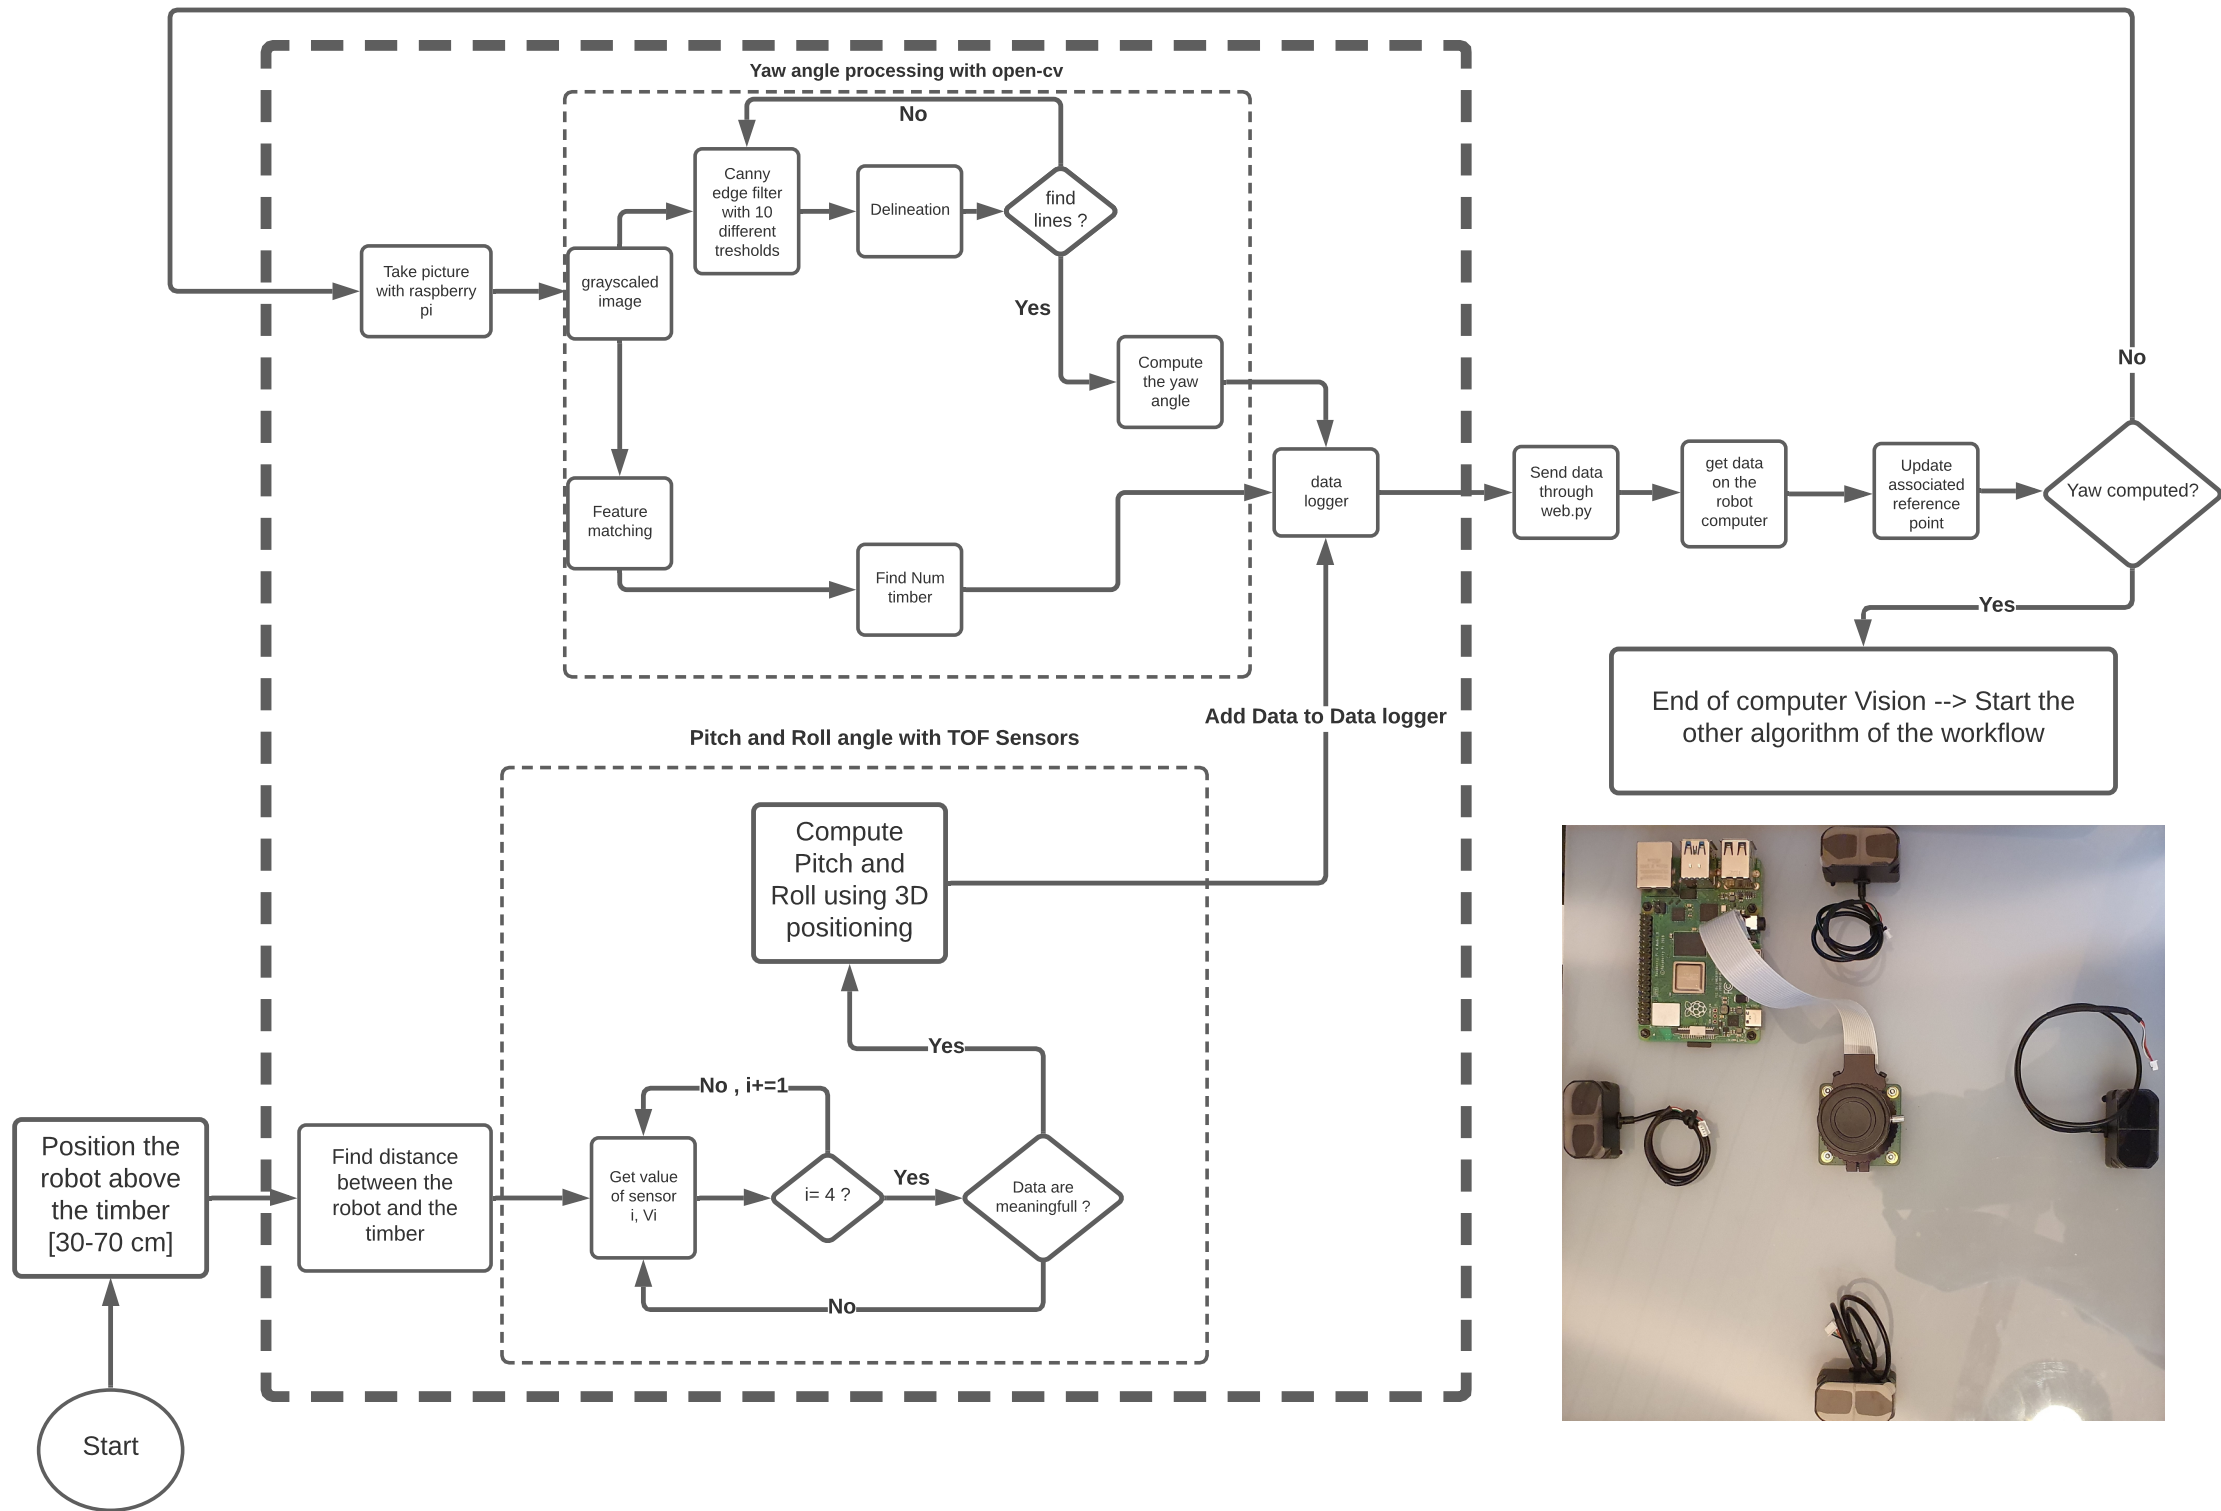 Yaw angle processing with open-cv
No
Canny
edge filter
with 10
different
tresholds
Delineation
find
lines ?
Take picture
with raspberry
pi
grayscaled
image
Yes
Compute
the yaw
angle
No
Feature
matching
Find Num
timber
data
logger
Send data
through
web.py
get data
on the
robot
computer
Update
associated
reference
point
Yaw computed?
Yes
End of computer Vision --> Start the
other algorithm of the workflow
Add Data to Data logger
Pitch and Roll angle with TOF Sensors
Compute
Pitch and
Roll using 3D
positioning
Yes
No , i+=1
Position the
robot above
the timber
[30-70 cm]
Find distance
between the
robot and the
timber
Get value
of sensor
i, Vi
i= 4 ?
Yes
Data are
meaningfull ?
No
Start